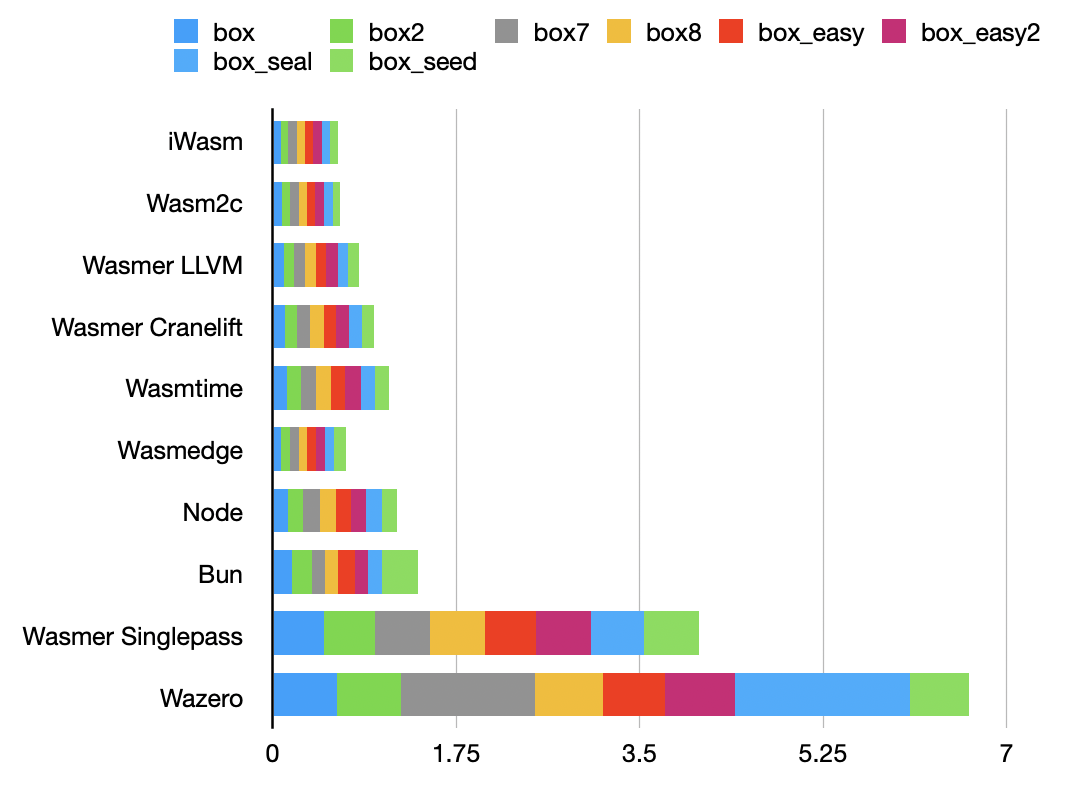 box box2 box7 box8 box_easy box_easy2
box_seal box_seed
iWasm
Wasm2c
Wasmer LLVM
Wasmer Cranelift
Wasmtime
Wasmedge
Node
Bun
Wasmer Singlepass
Wazero
0 1.75 3.5 5.25 7